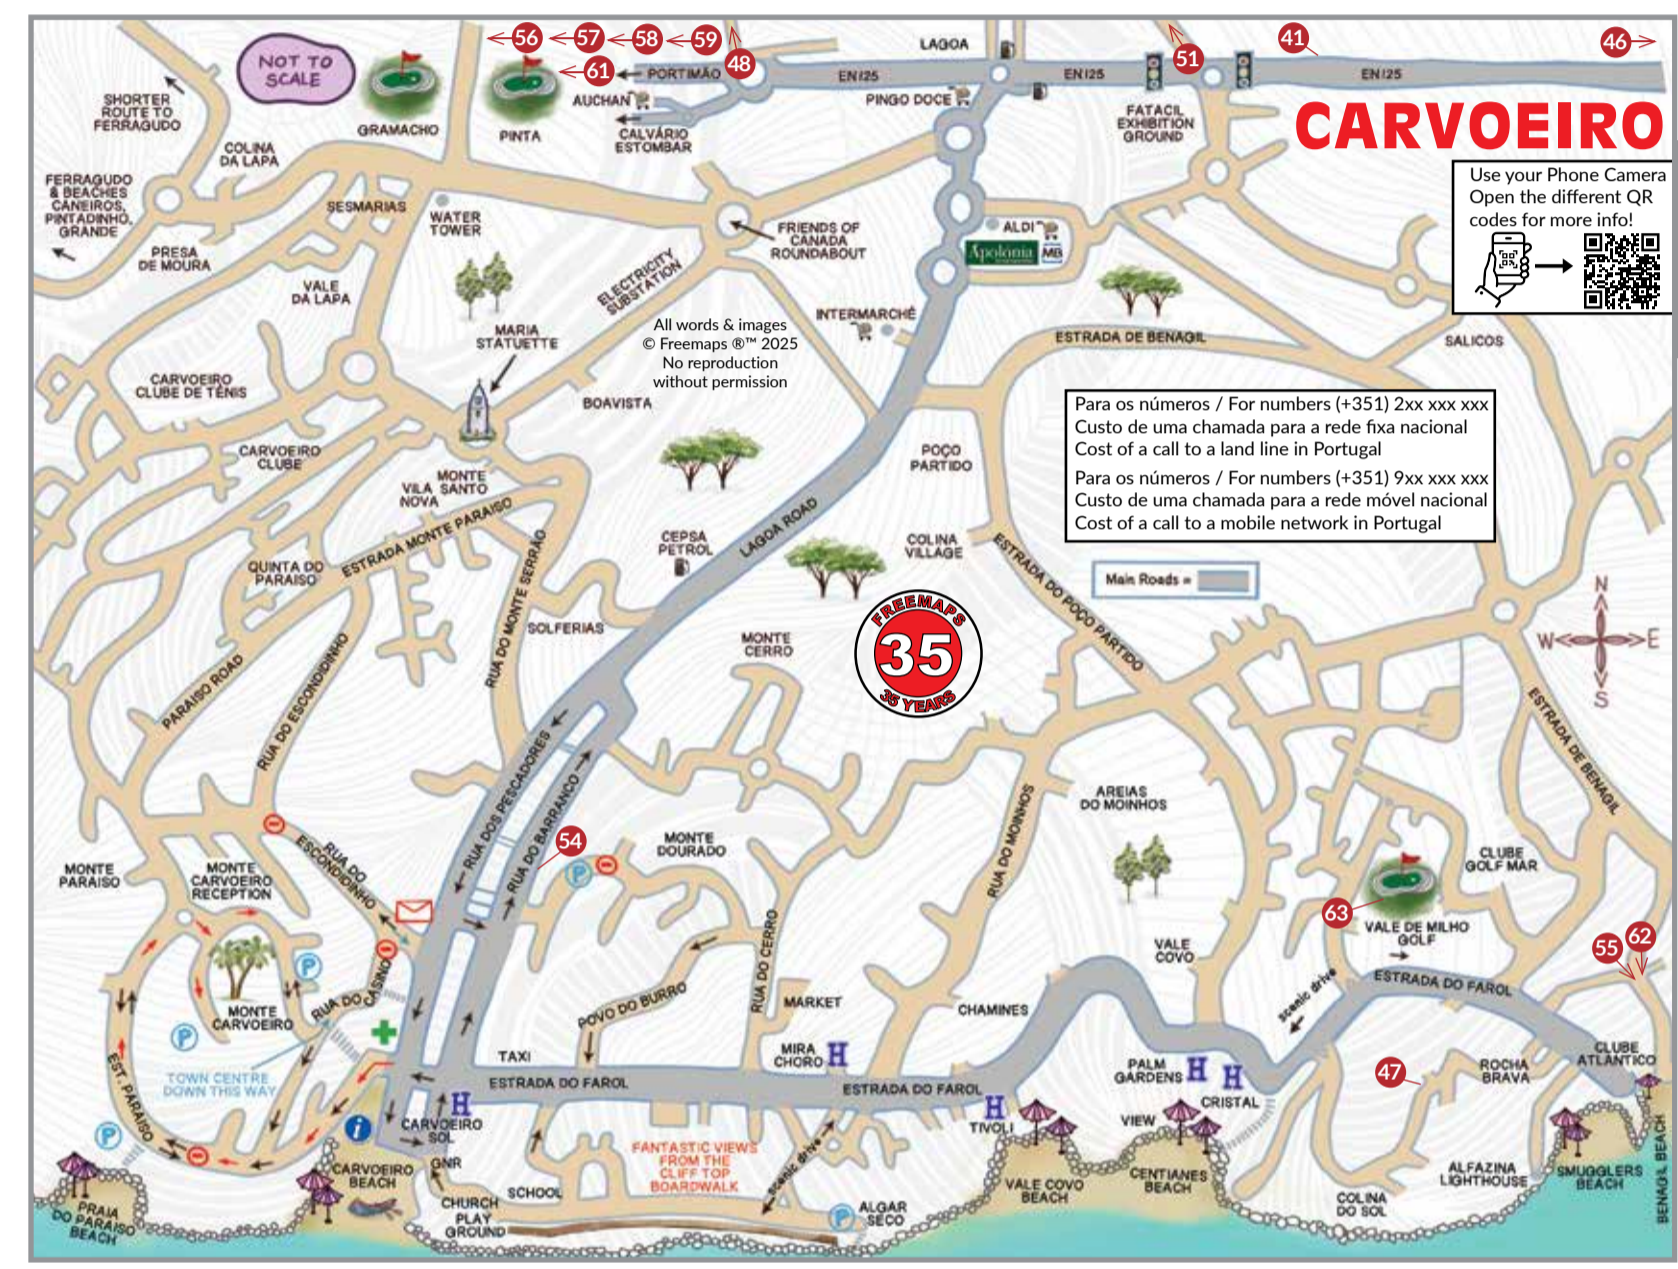 56
57
58
59
48
61
51
41
46
LAGOA
NOT TO
SCALE
PORTIMÃO
EN125
EN125
EN125
SHORTER
ROUTE TO
FERRAGUDO
GRAMACHO
PINTA
AUCHAN
CALVÁRIO
ESTOMBAR
PINGO DOCE
FATACIL
EXHIBITION
GROUND
CARVOEIRO
COLINA
DA LAPA
Use your Phone Camera
Open the different QR
codes for more info!
FERRAGUDO
& BEACHES
CANEIROS,
PINTADINHO,
GRANDE
SESMARIAS
WATER
TOWER
FRIENDS OF
CANADA
ROUNDABOUT
ALDI
Apolónia
MB
PRESA
DE MOURA
VALE
DA LAPA
ELECTRICITY
SUBSTATION
MARIA
STATUETTE
All words & images
© Freemaps ®™ 2025
No reproduction
without permission
INTERMARCHÉ
ESTRADA DE BENAGIL
SALICOS
CARVOEIRO
CLUBE DE TÉNIS
BOAVISTA
Para os números / For numbers (+351) 2xx xxx xxx
Custo de uma chamada para a rede fixa nacional
Cost of a call to a land line in Portugal
Para os números / For numbers (+351) 9xx xxx xxx
Custo de uma chamada para a rede móvel nacional
Cost of a call to a mobile network in Portugal
CARVOEIRO
CLUBE
MONTE
VILA SANTO
NOVA
POÇO
PARTIDO
ESTRADA MONTE PARAISO
CEPSA
PETROL
LAGOA ROAD
COLINA
VILLAGE
QUINTA DO
PARAISO
RUA DO MONTE SERRÃO
ESTRADA DO POÇO PARTIDO
Main Roads =
N
W
E
S
SOLFERIAS
MONTE
CERRO
FREEMAPS
35
35 YEARS
PARAISO ROAD
RUA DO ESCONDIDINHO
RUA DOS PESCADORES
RUA DO BARRANCO
54
ESTRADA DE BENAGIL
RUA DO MOINHOS
AREIAS
DO MOINHOS
MONTE
PARAISO
MONTE
CARVOEIRO
RECEPTION
RUA DO
ESCONDIDINHO
P
MONTE
DOURADO
CLUBE
GOLF MAR
63
VALE DE MILHO
GOLF
55
62
RUA DO CERRO
VALE
COVO
P
RUA DO CASINO
MONTE
CARVOEIRO
POVO DO BURRO
MARKET
CHAMINES
scenic drive
ESTRADA DO FAROL
P
TAXI
MIRA
CHORO
H
EST. PARAISO
TOWN CENTRE
DOWN THIS WAY
ESTRADA DO FAROL
ESTRADA DO FAROL
PALM
GARDENS
H
H
CRISTAL
47
ROCHA
BRAVA
CLUBE
ATLANTICO
P
i
H
CARVOEIRO
SOL
H
TIVOLI
VIEW
GNR
FANTASTIC VIEWS
FROM THE
CLIFF TOP
BOARDWALK
scenic drive
CARVOEIRO
BEACH
CHURCH
SCHOOL
PLAY
GROUND
P
ALGAR
SECO
VALE COVO
BEACH
CENTIANES
BEACH
COLINA
DO SOL
ALFAZINA
LIGHTHOUSE
SMUGGLERS
BEACH
BENAGIL BEACH
PRAIA
DO PARAISO
BEACH